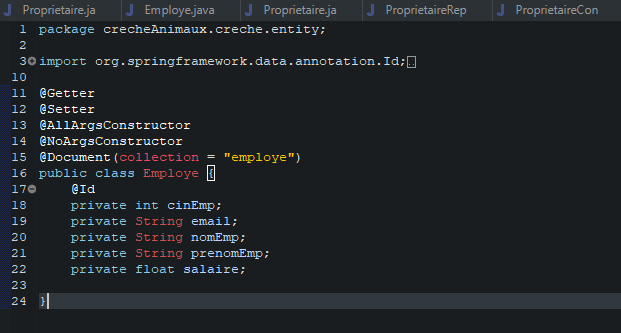 Proprietaire.ja Employe.java Proprietaire.ja ProprietaireRep ProprietaireCon
1 package crecheAnimaux.creche.entity;
2
3 import org.springframework.data.annotation.Id;
10
11 @Getter
12 @Setter
13 @AllArgsConstructor
14 @NoArgsConstructor
15 @Document(collection = "employe")
16 public class Employe {
17 @Id
18 private int cinEmp;
19 private String email;
20 private String nomEmp;
21 private String prenomEmp;
22 private float salaire;
23
24 }